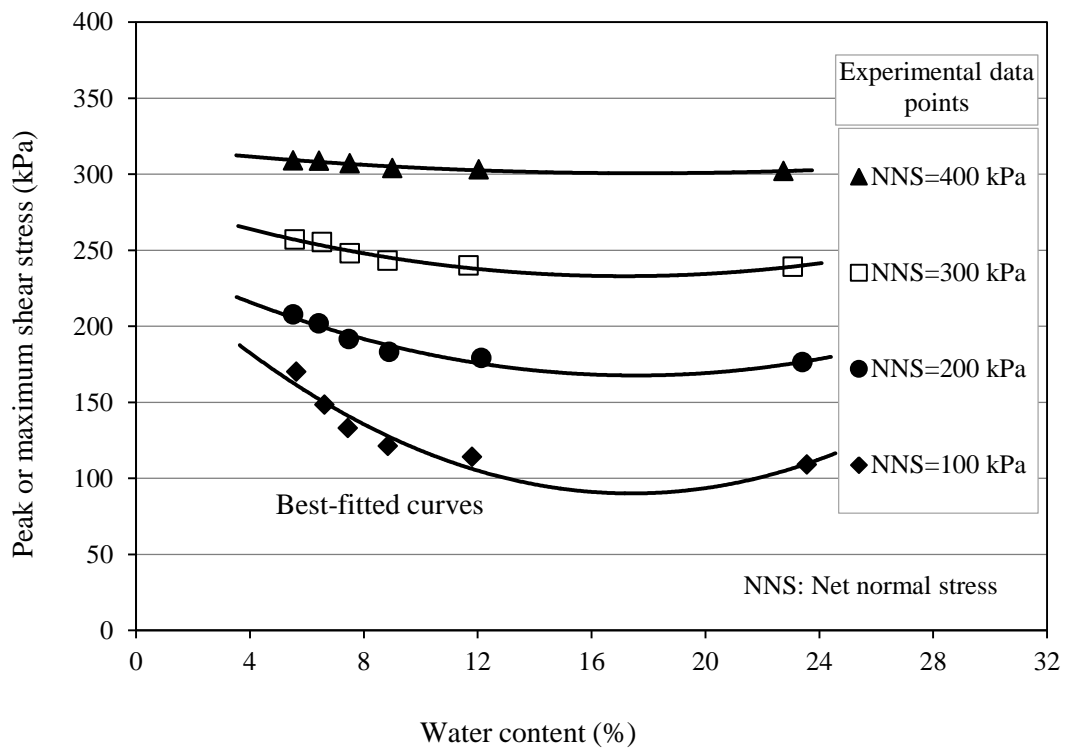 400
350
300
250
200
150
100
50
0
0
4
8
12
16
20
24
28
32
Peak or maximum shear stress (kPa)
Water content (%)
Experimental data
points
NNS=400 kPa
NNS=300 kPa
NNS=200 kPa
NNS=100 kPa
Best-fitted curves
NNS: Net normal stress